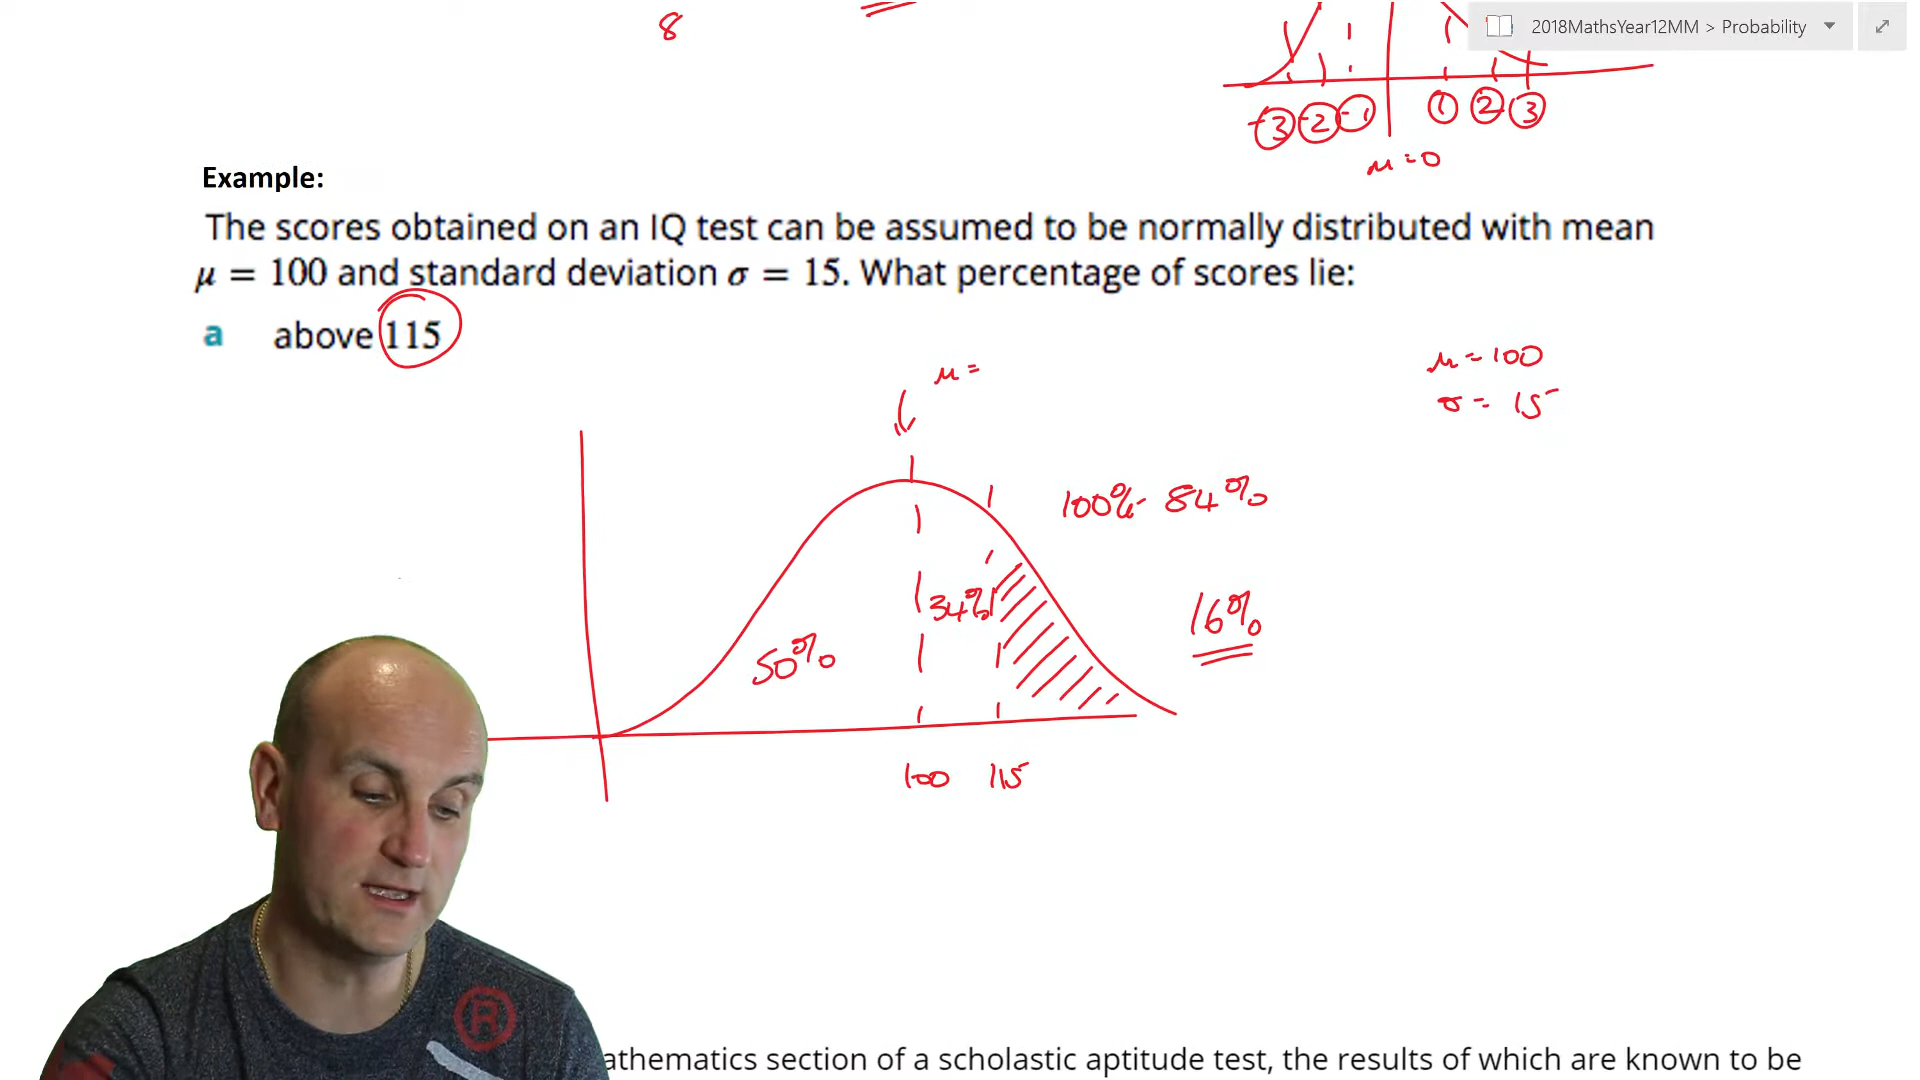 8
2018MathsYear12MM > Probability
-3 -2 -1 1 2 3
μ=0
Example:
The scores obtained on an IQ test can be assumed to be normally distributed with mean
μ = 100 and standard deviation σ = 15. What percentage of scores lie:
a above 115
μ=100
σ= 15
μ=
100%- 84%
34%
16%
50%
100 115
R
athematics section of a scholastic aptitude test, the results of which are known to be